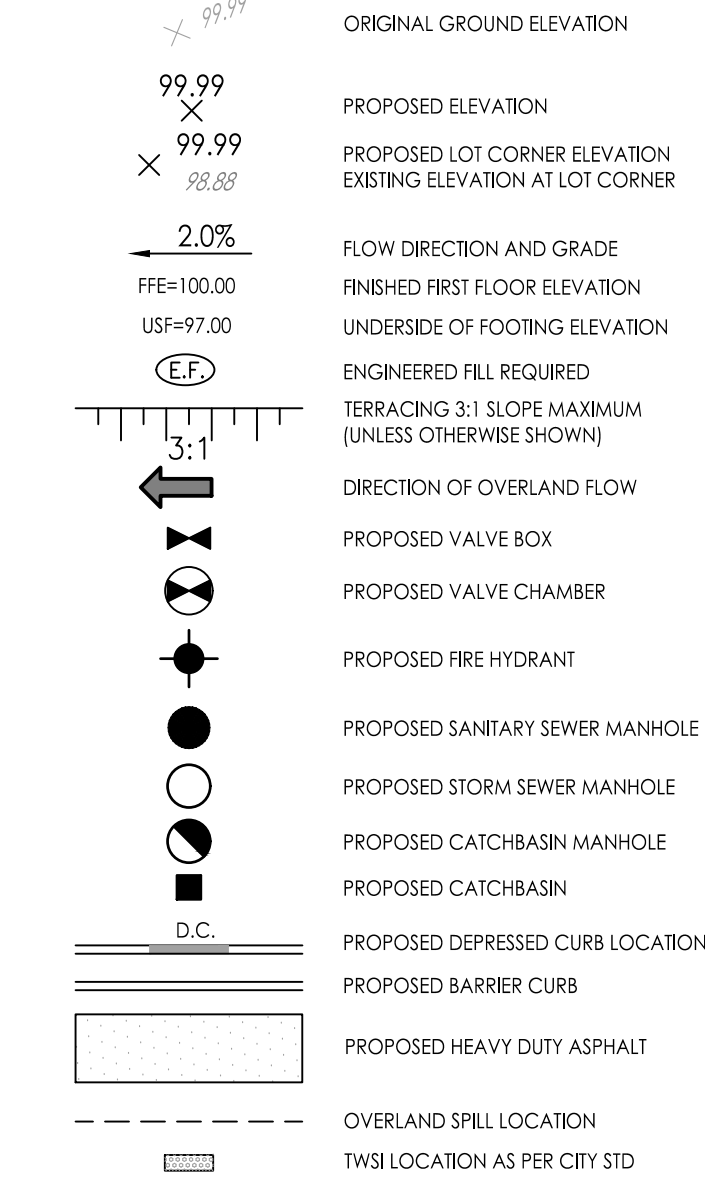 99.99 ORIGINAL GROUND ELEVATION
99.99 PROPOSED ELEVATION
99.99 PROPOSED LOT CORNER ELEVATION
98.88 EXISTING ELEVATION AT LOT CORNER
2.0% FLOW DIRECTION AND GRADE
FFE=100.00 FINISHED FIRST FLOOR ELEVATION
USF=97.00 UNDERSIDE OF FOOTING ELEVATION
E.F. ENGINEERED FILL REQUIRED
TERRACING 3:1 SLOPE MAXIMUM
3:1 (UNLESS OTHERWISE SHOWN)
DIRECTION OF OVERLAND FLOW
PROPOSED VALVE BOX
PROPOSED VALVE CHAMBER
PROPOSED FIRE HYDRANT
PROPOSED SANITARY SEWER MANHOLE
PROPOSED STORM SEWER MANHOLE
PROPOSED CATCHBASIN MANHOLE
PROPOSED CATCHBASIN
D.C. PROPOSED DEPRESSED CURB LOCATION
PROPOSED BARRIER CURB
PROPOSED HEAVY DUTY ASPHALT
OVERLAND SPILL LOCATION
TWSI LOCATION AS PER CITY STD